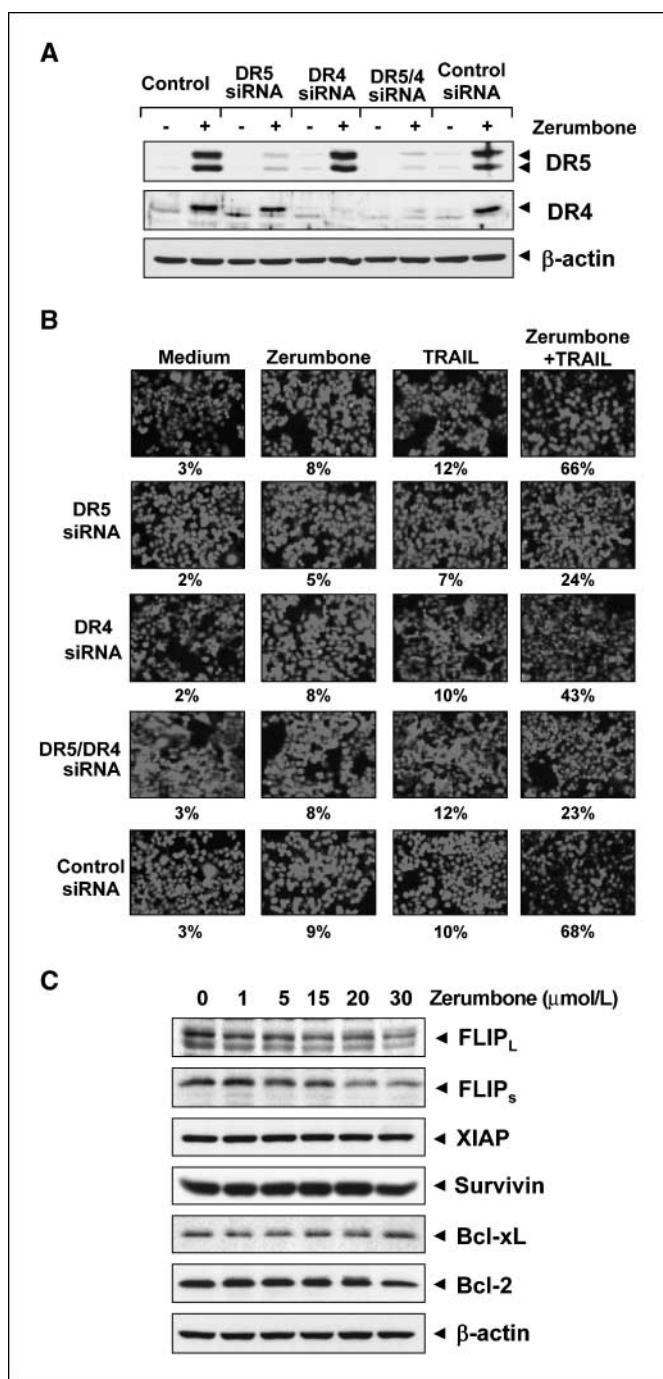 A
Control
DR5 siRNA
DR4 siRNA
DR5/4 siRNA
Control siRNA
- + - + - + - + - + Zerumbone
DR5
DR4
β-actin
B
Medium Zerumbone TRAIL Zerumbone +TRAIL
3% 8% 12% 66%
DR5 siRNA
2% 5% 7% 24%
DR4 siRNA
2% 8% 10% 43%
DR5/DR4 siRNA
3% 8% 12% 23%
Control siRNA
3% 9% 10% 68%
C
0 1 5 15 20 30 Zerumbone (μmol/L)
FLIPL
FLIPs
XIAP
Survivin
Bcl-xL
Bcl-2
β-actin